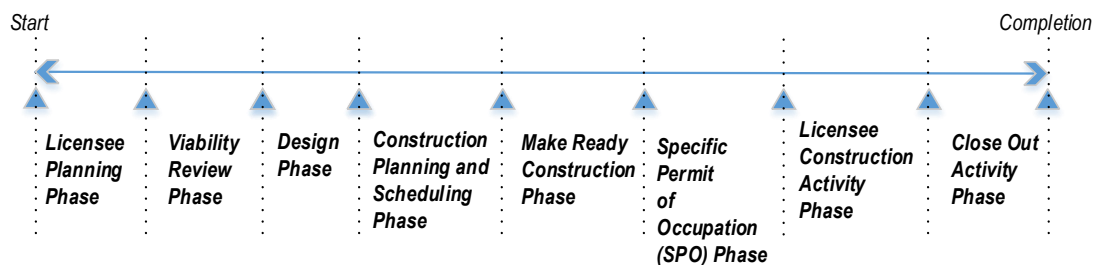 Start
Completion
Licensee
Planning
Phase
Viability
Review
Phase
Design
Phase
Construction
Planning and
Scheduling
Phase
Make Ready
Construction
Phase
Specific
Permit
of
Occupation
(SPO) Phase
Licensee
Construction
Activity
Phase
Close Out
Activity
Phase